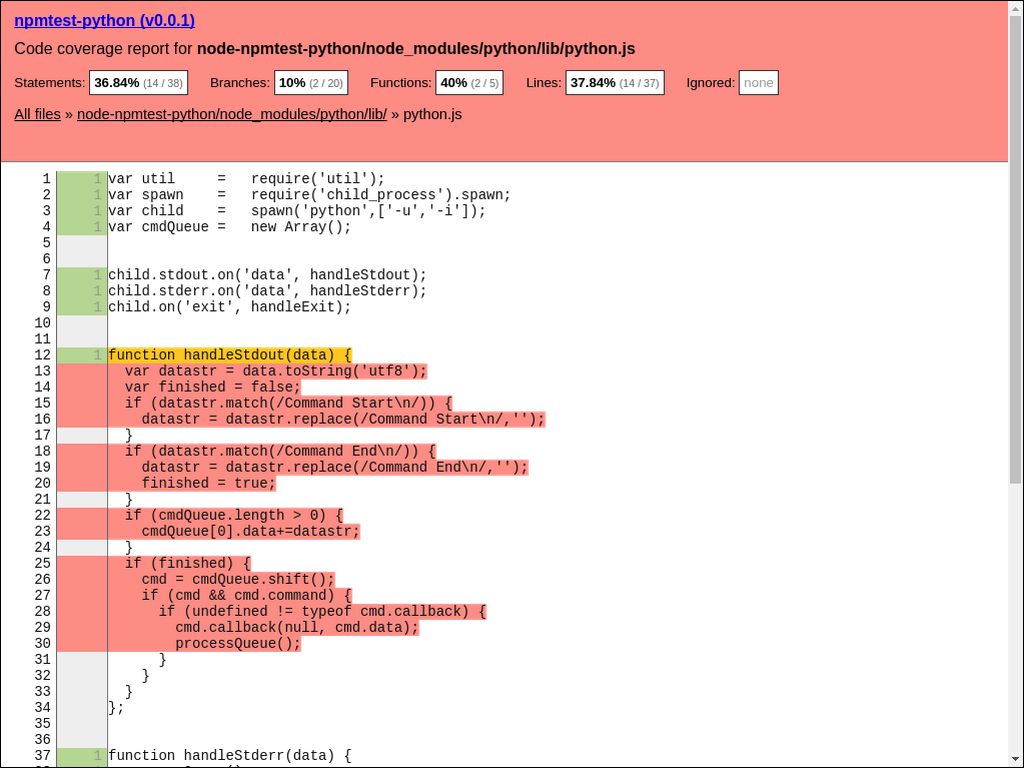 npmtest-python (v0.0.1)
Code coverage report for node-npmtest-python/node_modules/python/lib/python.js
Statements: 36.84% (14 / 38) Branches: 10% (2 / 20) Functions: 40% (2 / 5) Lines: 37.84% (14 / 37) Ignored: none
All files » node-npmtest-python/node_modules/python/lib/ » python.js
1 1 var util     =   require('util');
2 1 var spawn    =   require('child_process').spawn;
3 1 var child    =   spawn('python',['-u','-i']);
4 1 var cmdQueue =   new Array();
5
6
7 1 child.stdout.on('data', handleStdout);
8 1 child.stderr.on('data', handleStderr);
9 1 child.on('exit', handleExit);
10
11
12 1 function handleStdout(data) {
13   var datastr = data.toString('utf8');
14   var finished = false;
15   if (datastr.match(/Command Start\n/)) {
16     datastr = datastr.replace(/Command Start\n/,'');
17   }
18   if (datastr.match(/Command End\n/)) {
19     datastr = datastr.replace(/Command End\n/,'');
20     finished = true;
21   }
22   if (cmdQueue.length > 0) {
23     cmdQueue[0].data+=datastr;
24   }
25   if (finished) {
26     cmd = cmdQueue.shift();
27     if (cmd && cmd.command) {
28       if (undefined != typeof cmd.callback) {
29         cmd.callback(null, cmd.data);
30         processQueue();
31       }
32     }
33   }
34 };
35
36
37 1 function handleStderr(data) {